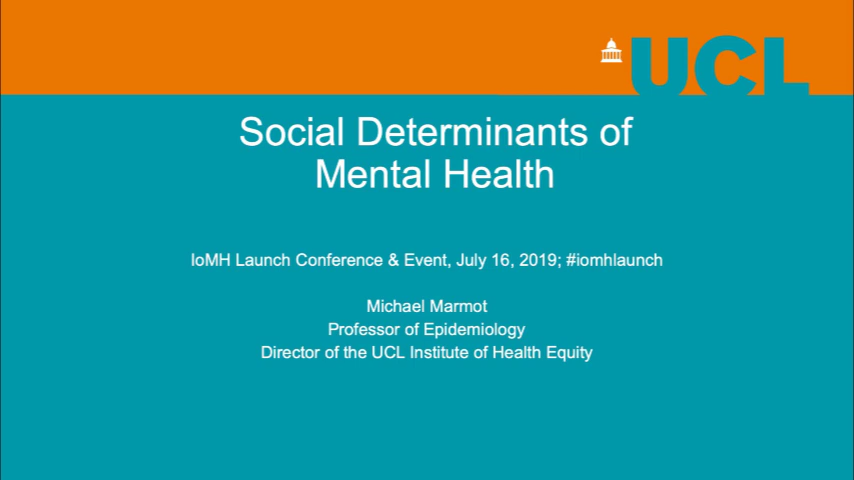 UCL
Social Determinants of
Mental Health
IoMH Launch Conference & Event, July 16, 2019; #iomhlaunch
Michael Marmot
Professor of Epidemiology
Director of the UCL Institute of Health Equity